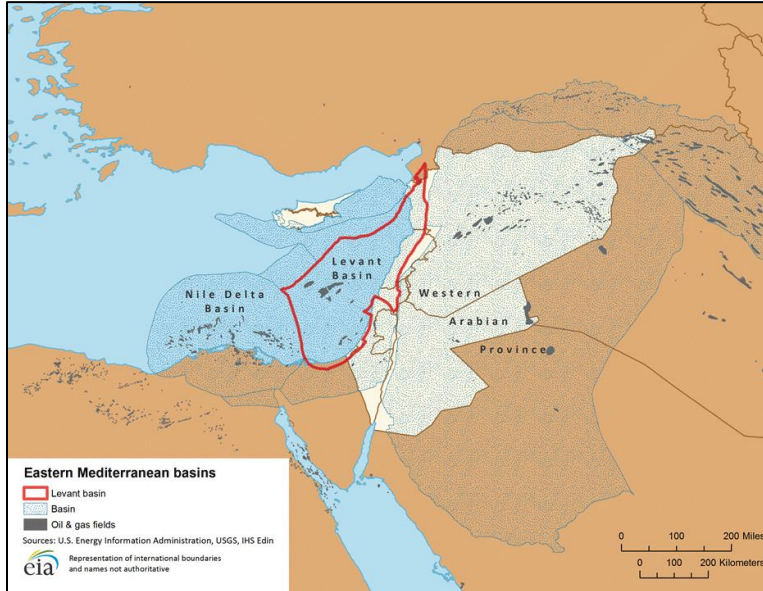 Levant
Basin
Nile Delta
Basin
Western
Arabian
Province
Eastern Mediterranean basins
Levant basin
Basin
Oil & gas fields
Sources: U.S. Energy Information Administration, USGS, IHS Edin
eia
Representation of international boundaries
and names not authoritative
0 100 200 Miles
0 100 200 Kilometers